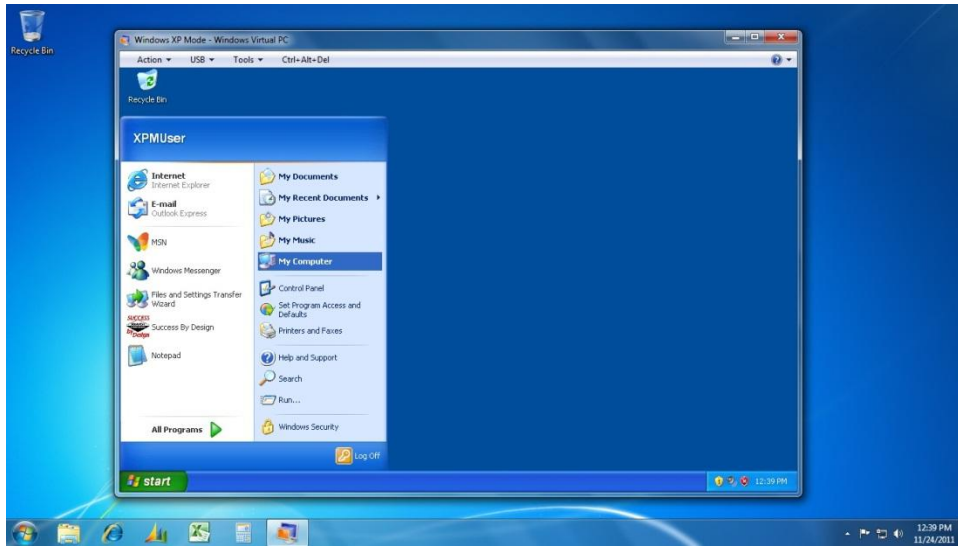 Recycle Bin
Windows XP Mode - Windows Virtual PC
Action USB Tools Ctrl+Alt+Del
Recycle Bin
XPMUser
Internet
Internet Explorer
E-mail
Outlook Express
MSN
Windows Messenger
Files and Settings Transfer
Wizard
SUCCESS
By Design
Success By Design
Notepad
All Programs
My Documents
My Recent Documents
My Pictures
My Music
My Computer
Control Panel
Set Program Access and
Defaults
Printers and Faxes
Help and Support
Search
Run...
Windows Security
Log Off
start
12:39 PM
12:39 PM
11/24/2011